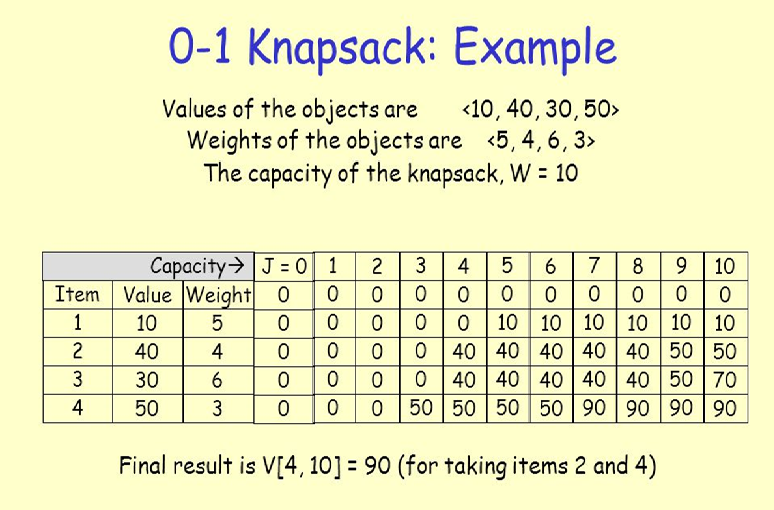 0-1 Knapsack: Example
Values of the objects are <10, 40, 30, 50>
Weights of the objects are <5, 4, 6, 3>
The capacity of the knapsack, W = 10
Capacity→ J = 0 1 2 3 4 5 6 7 8 9 10
Item Value Weight 0 0 0 0 0 0 0 0 0 0 0
1 10 5 0 0 0 0 0 10 10 10 10 10 10
2 40 4 0 0 0 0 40 40 40 40 40 50 50
3 30 6 0 0 0 0 40 40 40 40 40 50 70
4 50 3 0 0 0 50 50 50 50 90 90 90 90
Final result is V[4, 10] = 90 (for taking items 2 and 4)